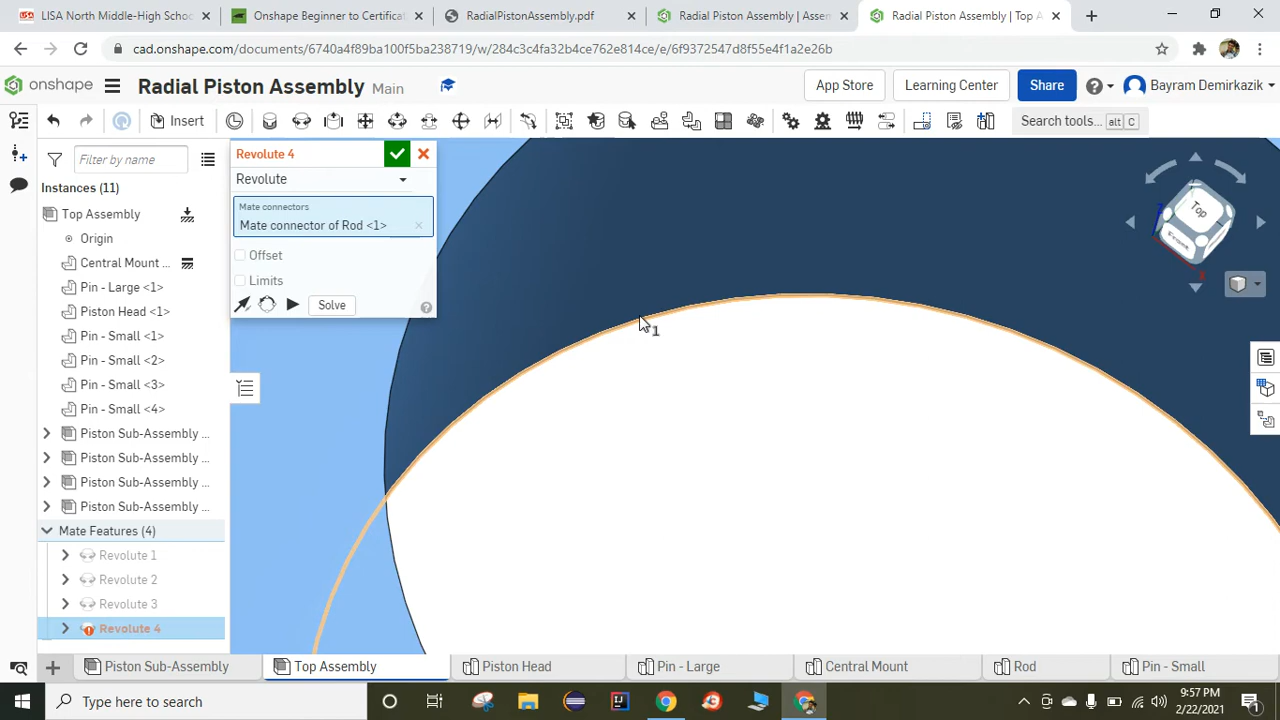 LISA North Middle-High Schoo
Onshape Beginner to Certificat
RadialPistonAssembly.pdf
Radial Piston Assembly | Assem
Radial Piston Assembly | Top A
cad.onshape.com/documents/6740a4f89ba100f5ba238719/w/284c3c4fa32b4ce762e814ce/e/6f9372547d8f55e4f1a2e26b
onshape
Radial Piston Assembly Main
App Store
Learning Center
Share
Bayram Demirkazik
Insert
Search tools... alt C
Filter by name
Instances (11)
Top Assembly
Origin
Central Mount ...
Pin - Large <1>
Piston Head <1>
Pin - Small <1>
Pin - Small <2>
Pin - Small <3>
Pin - Small <4>
Piston Sub-Assembly ...
Piston Sub-Assembly ...
Piston Sub-Assembly ...
Piston Sub-Assembly ...
Mate Features (4)
Revolute 1
Revolute 2
Revolute 3
Revolute 4
Revolute 4
Revolute
Mate connectors
Mate connector of Rod <1>
Offset
Limits
Solve
1
Top
Front
Z
X
Piston Sub-Assembly
Top Assembly
Piston Head
Pin - Large
Central Mount
Rod
Pin - Small
Type here to search
9:57 PM
2/22/2021
1